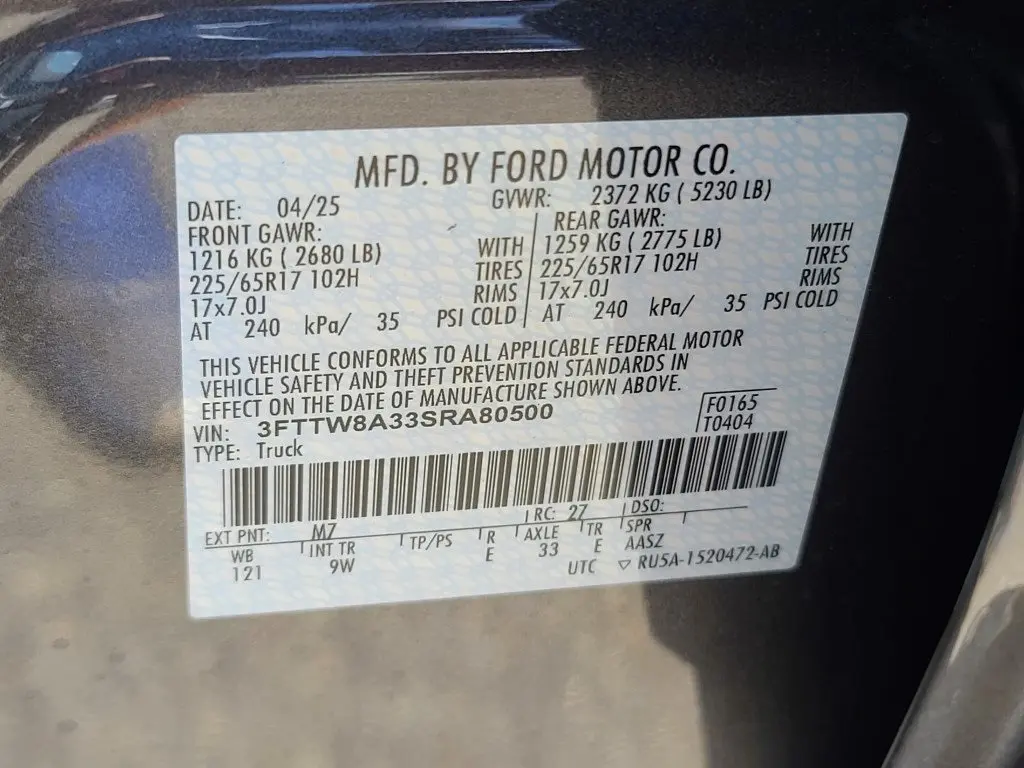 MFD. BY FORD MOTOR CO.
DATE: 04/25 GVWR: 2372 KG ( 5230 LB)
FRONT GAWR: REAR GAWR:
1216 KG ( 2680 LB) WITH 1259 KG ( 2775 LB) WITH
225/65R17 102H TIRES 225/65R17 102H TIRES
17x7.0J RIMS 17x7.0J RIMS
AT 240 kPa/ 35 PSI COLD AT 240 kPa/ 35 PSI COLD
THIS VEHICLE CONFORMS TO ALL APPLICABLE FEDERAL MOTOR
VEHICLE SAFETY AND THEFT PREVENTION STANDARDS IN
EFFECT ON THE DATE OF MANUFACTURE SHOWN ABOVE.
VIN: 3FTTW8A33SRA80500 F0165
TYPE: Truck T0404
EXT PNT: M7 RC: 27 DSO:
WB INT TR TP/PS R AXLE TR SPR
121 9W E 33 E AASZ
UTC ▽ RU5A-1520472-AB